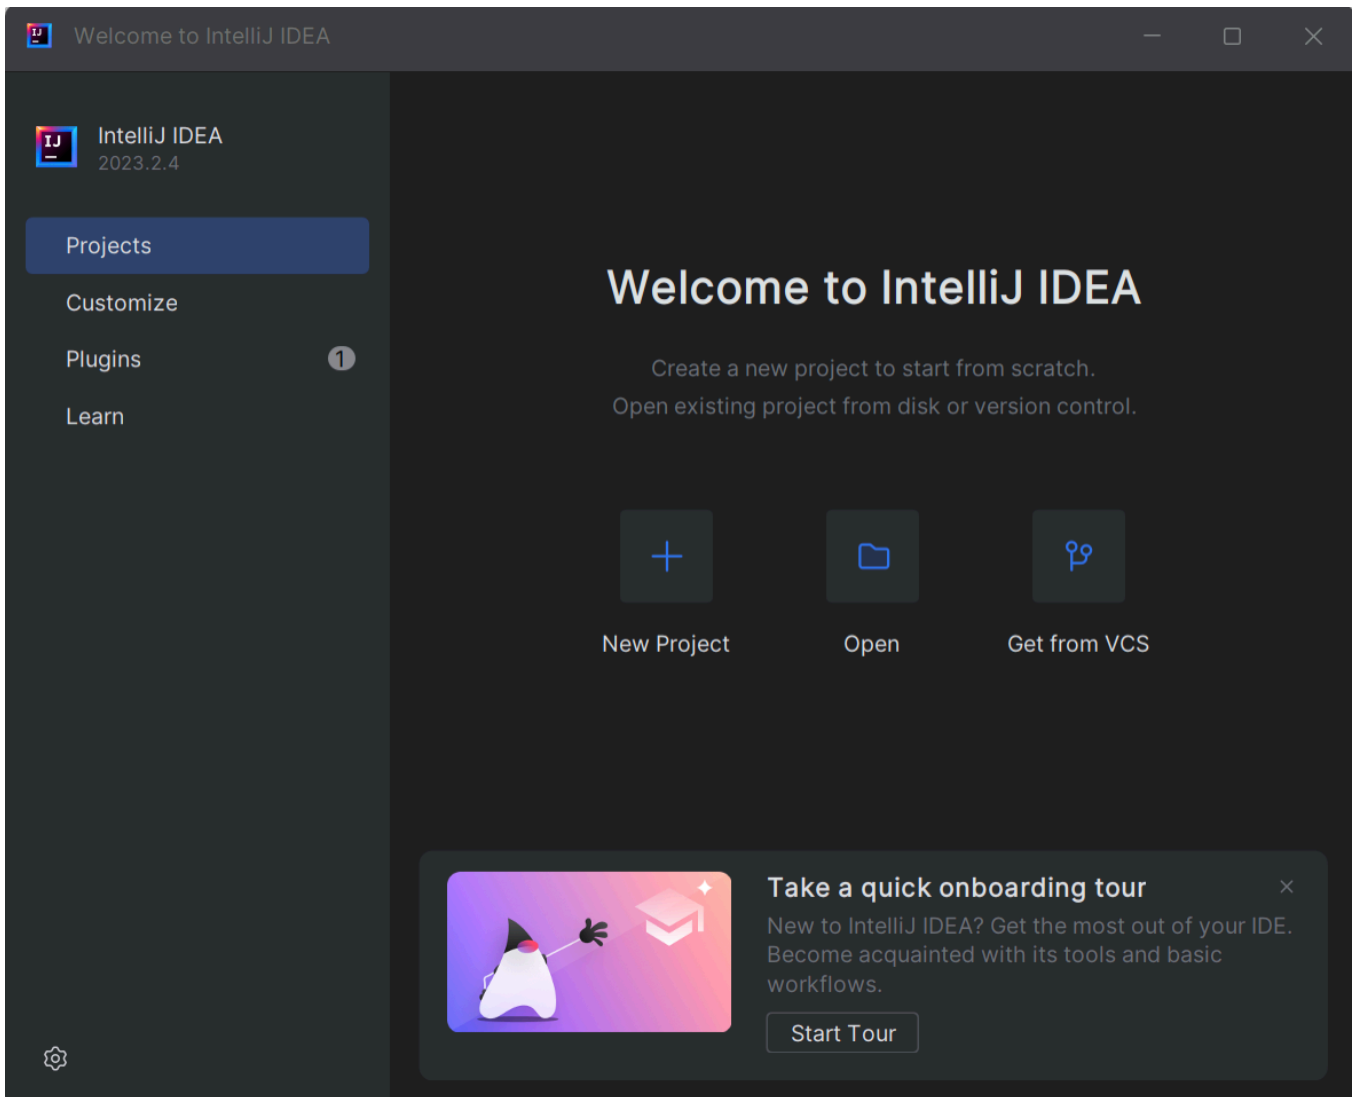 Welcome to IntelliJ IDEA
IJ
IntelliJ IDEA
2023.2.4
Projects
Customize
Plugins 1
Learn
Welcome to IntelliJ IDEA
Create a new project to start from scratch.
Open existing project from disk or version control.
New Project Open Get from VCS
Take a quick onboarding tour
New to IntelliJ IDEA? Get the most out of your IDE.
Become acquainted with its tools and basic
workflows.
Start Tour